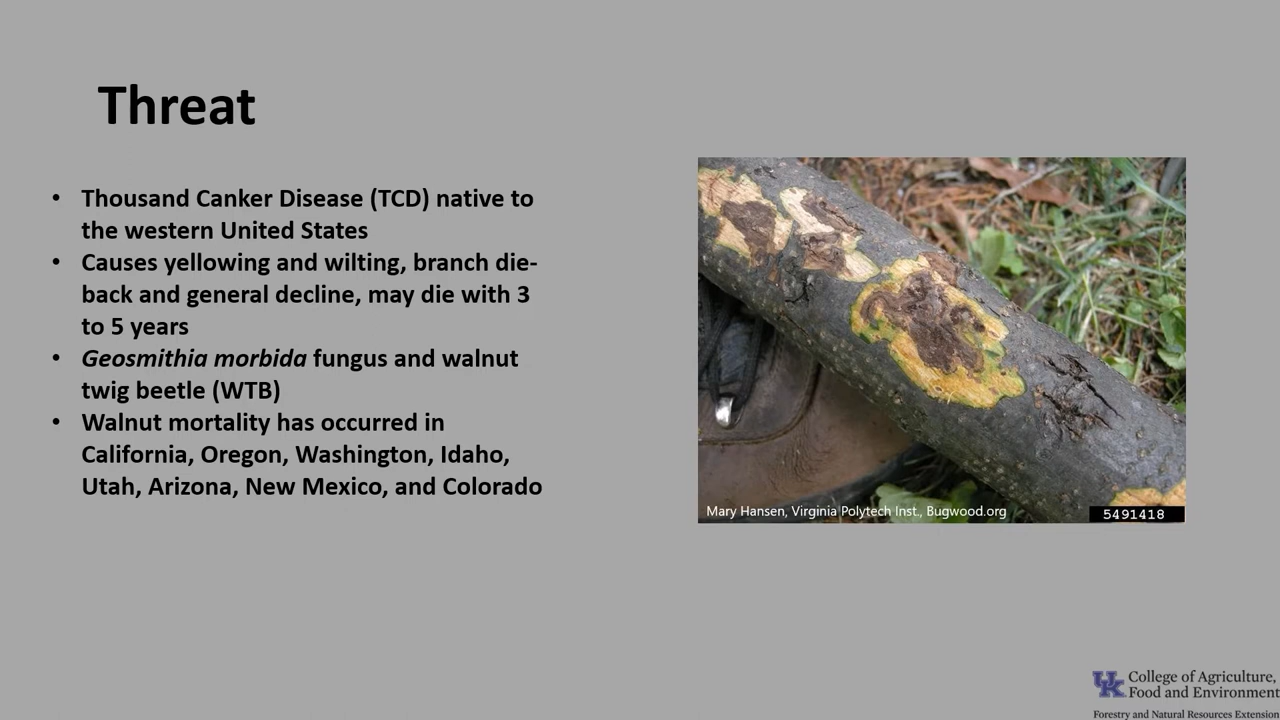 Threat
• Thousand Canker Disease (TCD) native to
the western United States
• Causes yellowing and wilting, branch die-
back and general decline, may die with 3
to 5 years
• Geosmithia morbida fungus and walnut
twig beetle (WTB)
• Walnut mortality has occurred in
California, Oregon, Washington, Idaho,
Utah, Arizona, New Mexico, and Colorado
Mary Hansen, Virginia Polytech Inst., Bugwood.org
5491418
UK College of Agriculture,
Food and Environment
Forestry and Natural Resources Extension